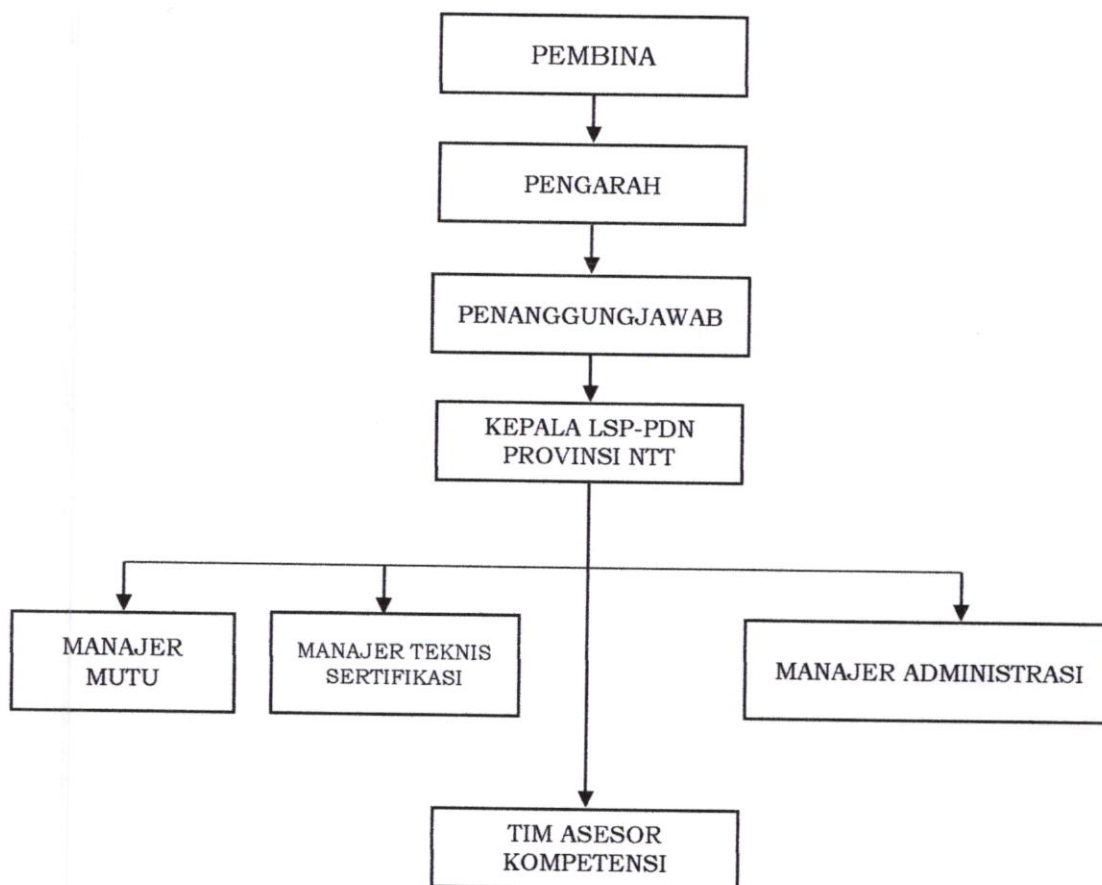 PEMBINA
PENGARAH
PENANGGUNGJAWAB
KEPALA LSP-PDN
PROVINSI NTT
MANAJER
MUTU
MANAJER TEKNIS
SERTIFIKASI
MANAJER ADMINISTRASI
TIM ASESOR
KOMPETENSI